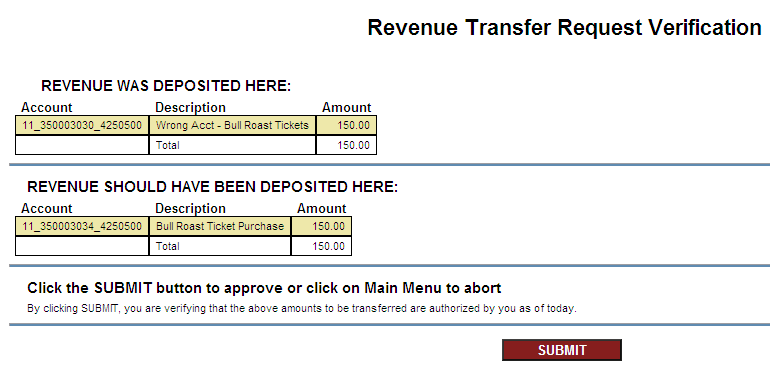 Revenue Transfer Request Verification
REVENUE WAS DEPOSITED HERE:
Account Description Amount
11_350003030_4250500 Wrong Acct - Bull Roast Tickets 150.00
Total 150.00
REVENUE SHOULD HAVE BEEN DEPOSITED HERE:
Account Description Amount
11_350003034_4250500 Bull Roast Ticket Purchase 150.00
Total 150.00
Click the SUBMIT button to approve or click on Main Menu to abort
By clicking SUBMIT, you are verifying that the above amounts to be transferred are authorized by you as of today.
SUBMIT